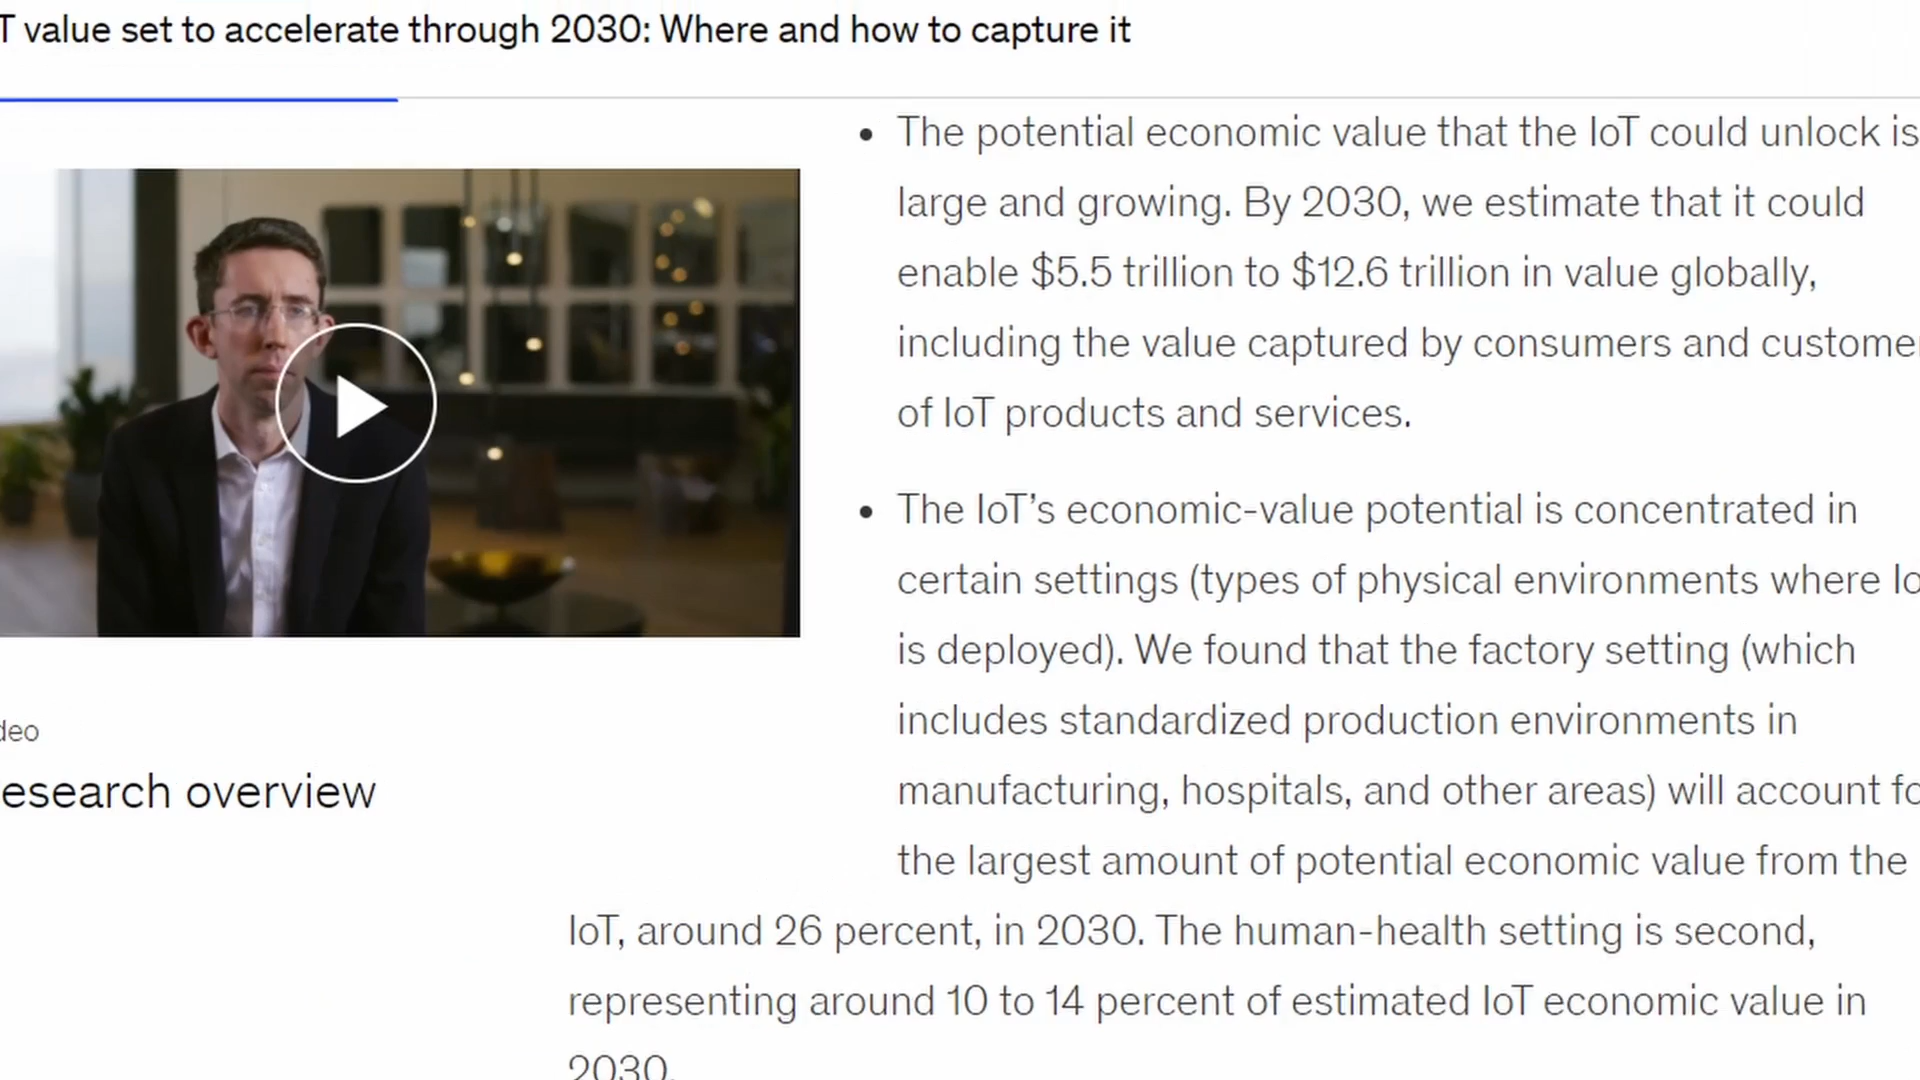 T value set to accelerate through 2030: Where and how to capture it
The potential economic value that the IoT could unlock is
large and growing. By 2030, we estimate that it could
enable $5.5 trillion to $12.6 trillion in value globally,
including the value captured by consumers and customer
of IoT products and services.
The IoT’s economic-value potential is concentrated in
certain settings (types of physical environments where Io
is deployed). We found that the factory setting (which
includes standardized production environments in
manufacturing, hospitals, and other areas) will account fo
the largest amount of potential economic value from the
IoT, around 26 percent, in 2030. The human-health setting is second,
representing around 10 to 14 percent of estimated IoT economic value in
2030.
deo
esearch overview